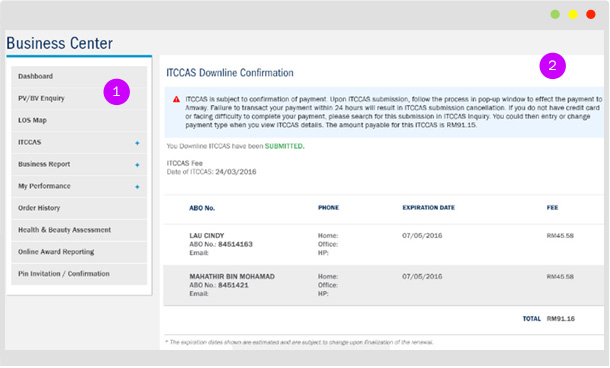 Business Center
Dashboard
PV/BV Enquiry
LOS Map
ITCCAS +
Business Report +
My Performance +
Order History
Health & Beauty Assessment
Online Award Reporting
Pin Invitation / Confirmation
1
2
ITCCAS Downline Confirmation
ITCCAS is subject to confirmation of payment. Upon ITCCAS submission, follow the process in pop-up window to effect the payment to
Amway. Failure to transact your payment within 24 hours will result in ITCCAS submission cancellation. If you do not have credit card
or facing difficulty to complete your payment, please search for this submission in ITCCAS Inquiry. You could then entry or change
payment type when you view ITCCAS details. The amount payable for this ITCCAS is RM91.15.
You Downline ITCCAS have been SUBMITTED.
ITCCAS Fee
Date of ITCCAS: 24/03/2016
ABO No. PHONE EXPIRATION DATE FEE
LAU CINDY Home: 07/05/2016 RM45.58
ABO No.: 84514163 Office:
Email: HP:
MAHATHIR BIN MOHAMAD Home: 07/05/2016 RM45.58
ABO No.: 8451421 Office:
Email: HP:
TOTAL RM91.16
* The expiration dates shown are estimated and are subject to change upon finalization of the renewal.